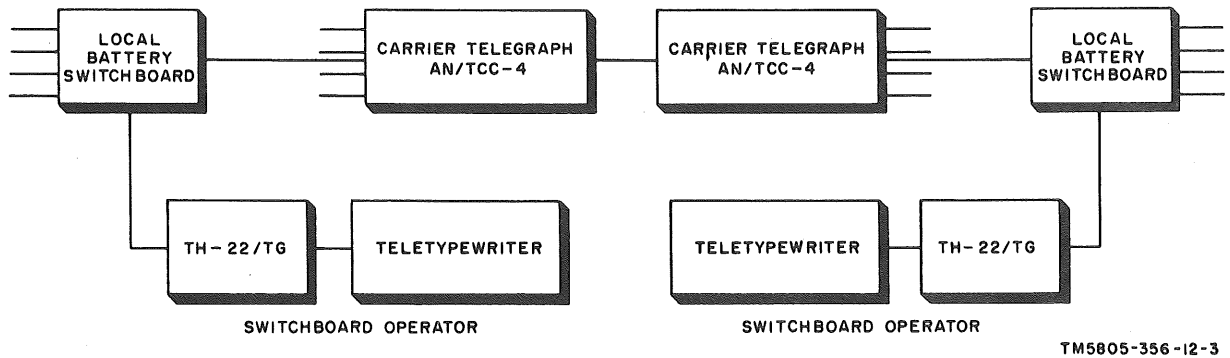 LOCAL
BATTERY
SWITCHBOARD
CARRIER TELEGRAPH
AN/TCC-4
CARRIER TELEGRAPH
AN/TCC-4
LOCAL
BATTERY
SWITCHBOARD
TH-22/TG
TELETYPEWRITER
TELETYPEWRITER
TH-22/TG
SWITCHBOARD OPERATOR
SWITCHBOARD OPERATOR
TM5805-356-12-3